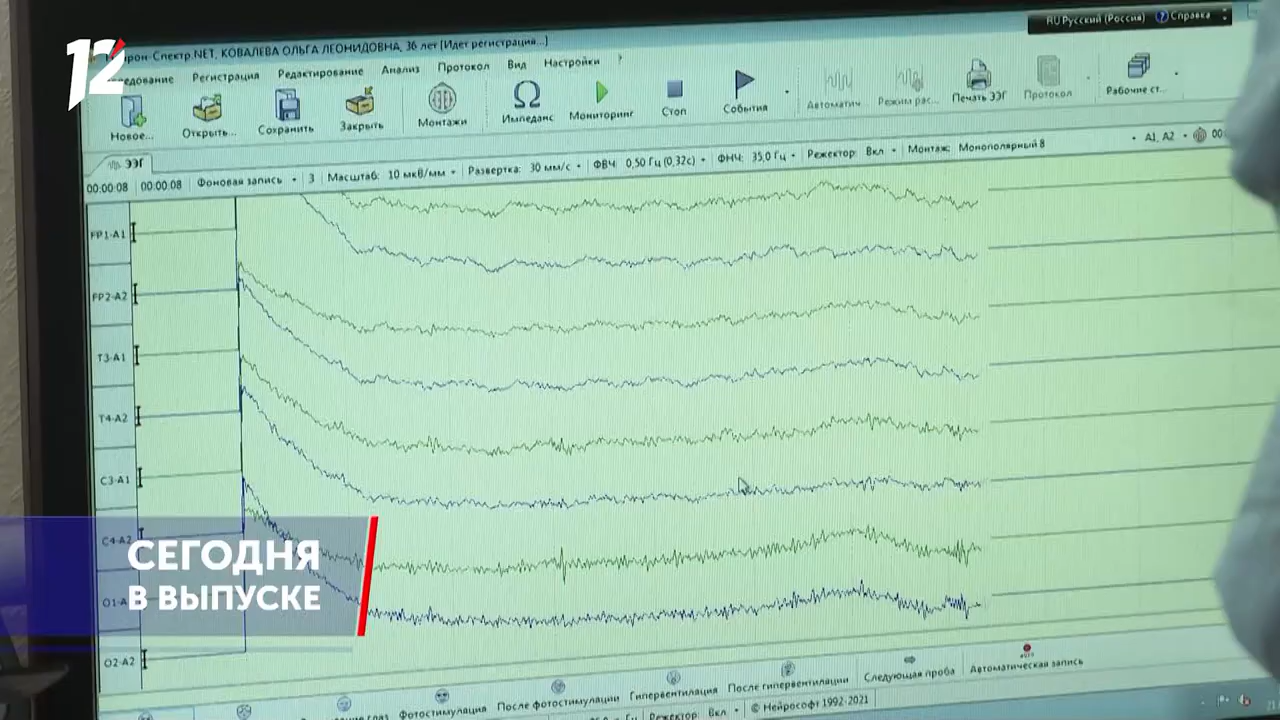 12
RU Русский (Россия) Справка
Спектр.NET, КОВАЛЕВА ОЛЬГА ЛЕОНИДОВНА, 36 лет [Идет регистрация...]
Регистрация Редактирование Анализ Протокол Вид Настройки
Новое... Открыть... Сохранить Закрыть Монтажи Импеданс Мониторинг Стоп События Автоматич... Режим рас... Печать ЭЭГ Протокол Рабочие ст...
ЭЭГ
00:00:08 00:00:08 Фоновая запись 3 Масштаб: 10 мкВ/мм Развертка: 30 мм/с ФВЧ: 0,50 Гц (0,32с) ФНЧ: 35,0 Гц Режектор: Вкл Монтаж: Монополярный 8 A1, A2 00:
FP1-A1
FP2-A2
T3-A1
T4-A2
C3-A1
C4-A2
O1-A
O2-A2
СЕГОДНЯ
В ВЫПУСКЕ
глаз Фотостимуляция После фотостимуляции Гипервентиляция После гипервентиляции Следующая проба Автоматическая запись
Гц Режектор: Вкл © Нейрософт 1992-2021